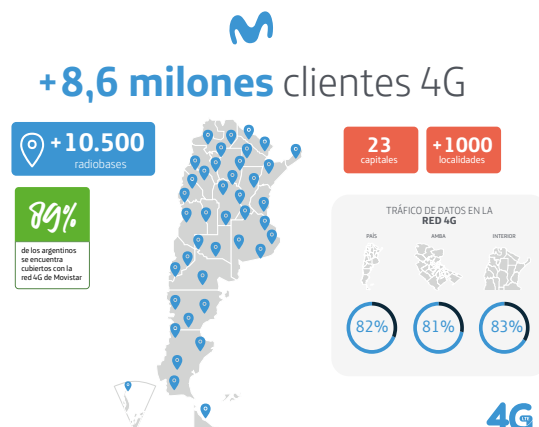 +8,6 milones clientes 4G
+10.500
radiobases
89%
de los argentinos
se encuentra
cubiertos con la
red 4G de Movistar
23
capitales
+1000
localidades
TRÁFICO DE DATOS EN LA
RED 4G
PAÍS
AMBA
INTERIOR
82%
81%
83%
4G
LTE